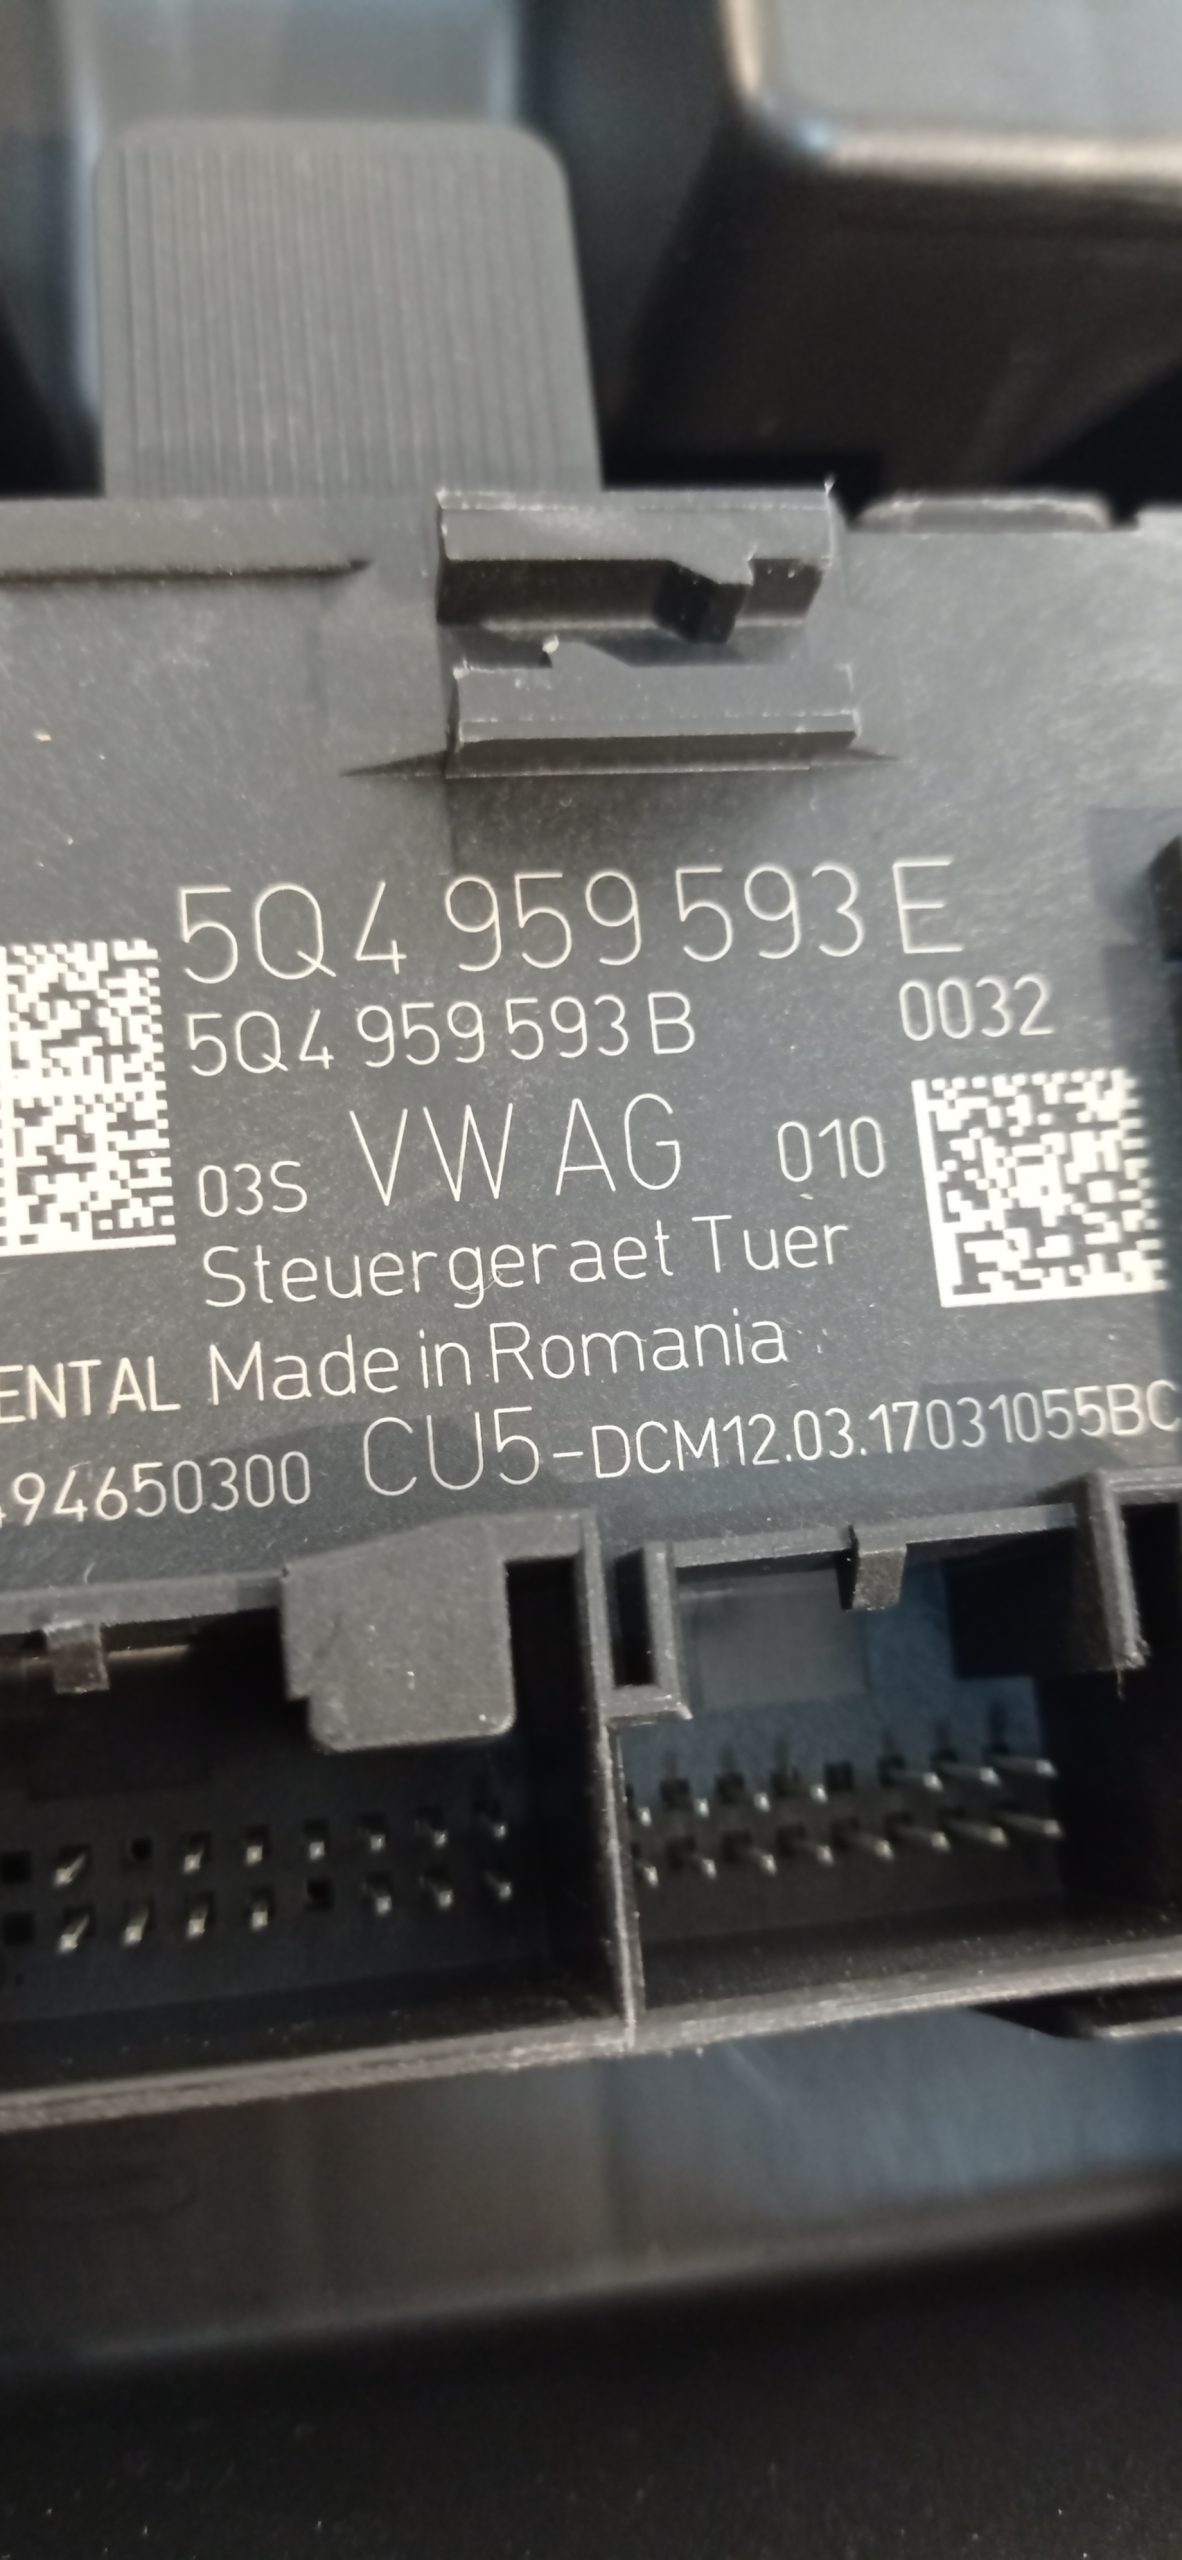 5Q4 959 593 E
5Q4 959 593 B 0032
03S VW AG 010
Steuergeraet Tuer
ENTAL Made in Romania
494650300 CU5-DCM12.03.17031055BC